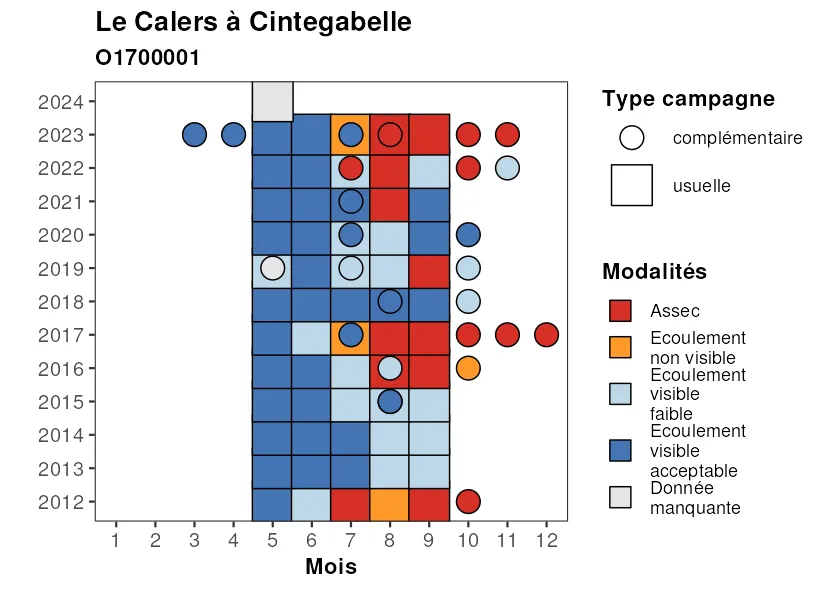 Le Calers à Cintegabelle
O1700001
2024
2023
2022
2021
2020
2019
2018
2017
2016
2015
2014
2013
2012
1 2 3 4 5 6 7 8 9 10 11 12
Mois
Type campagne
complémentaire
usuelle
Modalités
Assec
Ecoulement
non visible
Ecoulement
visible
faible
Ecoulement
visible
acceptable
Donnée
manquante